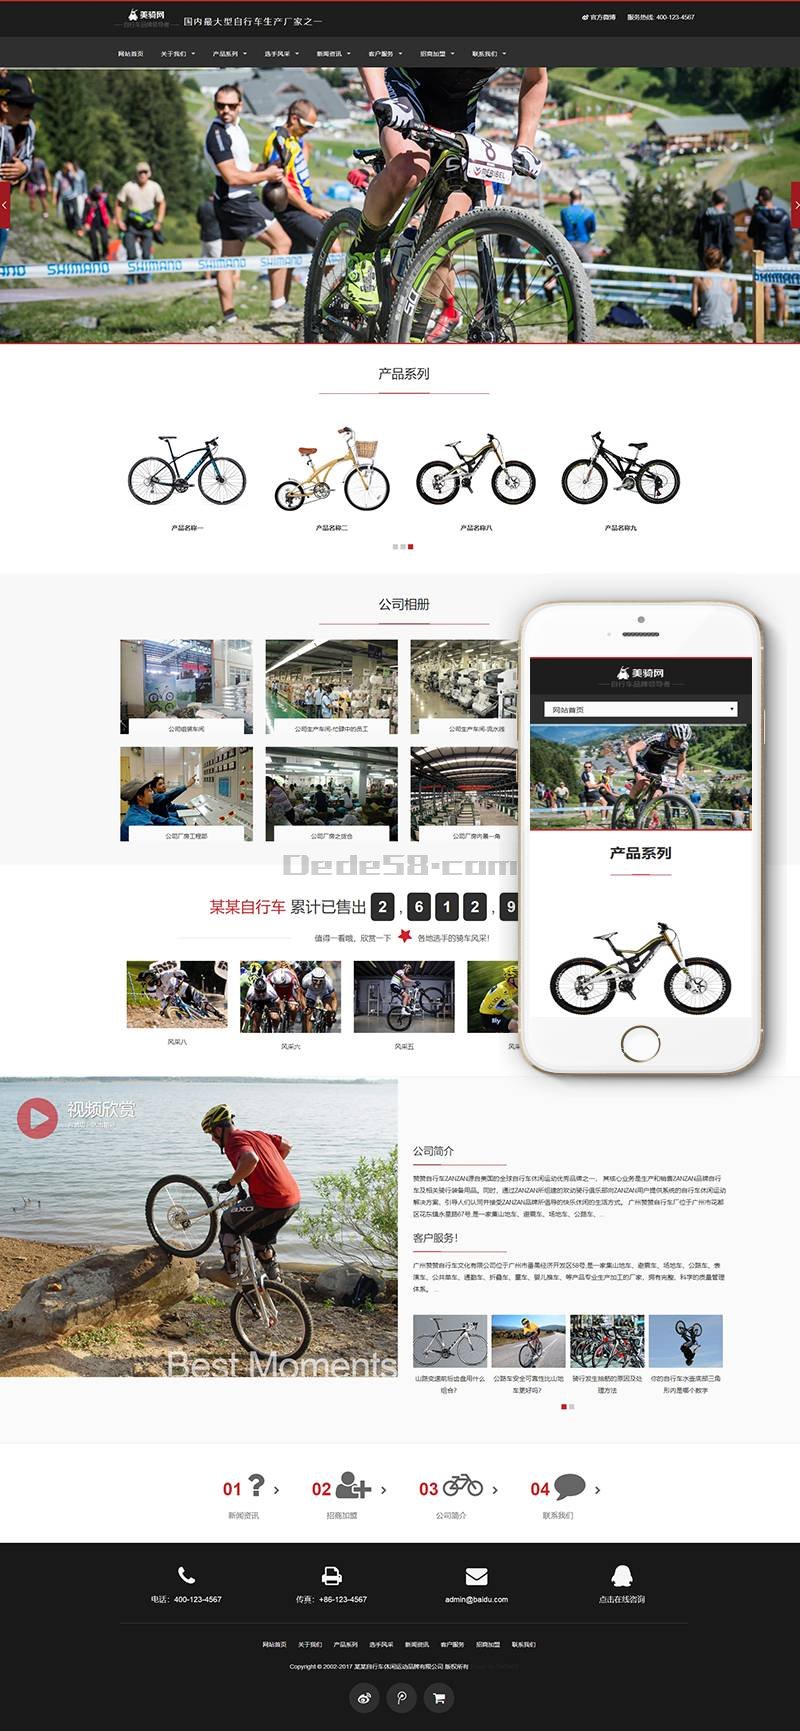 美骑网
自行车品牌领导者
国内最大型自行车生产厂家之一
官方微博 服务热线: 400-123-4567
网站首页 关于我们 产品系列 选手风采 新闻资讯 客户服务 招商加盟 联系我们
8
MERIBEL
SHIMANO SHIMANO SHIMANO
产品系列
产品名称一 产品名称二 产品名称八 产品名称九
公司相册
公司组装车间 公司生产车间-忙碌中的员工 公司生产车间-流水线
公司厂房工程部 公司厂房之货仓 公司厂房内景一角
Dede58.com
某某自行车 累计已售出 2,612,9
值得一看哦，欣赏一下 各地选手的骑车风采!
风采八 风采六 风采五 风采
美骑网
自行车品牌领导者
网站首页
产品系列
视频欣赏
Best Moments
公司简介
赞赞自行车ZANZAN源自美国的全球自行车休闲运动优秀品牌之一， 其核心业务是生产和销售ZANZAN品牌自行
车及相关骑行装备用品。同时，通过ZANZAN所组建的攻动骑行俱乐部向ZANZAN用户提供系统的自行车休闲运动
解决方案，引导人们认同并接受ZANZAN品牌所倡导的快乐休闲的生活方式。 广州赞赞自行车厂位于广州市花都
区花东镇永星路67号,是一家集山地车、避震车、场地车、公路车、...
客户服务！
广州赞赞自行车文化有限公司位于广州市番禺经济开发区58号,是一家集山地车、避震车、场地车、公路车、表
演车、公共单车、通勤车、折叠车、童车、婴儿推车、等产品专业生产加工的厂家，拥有完整、科学的质量管理
体系。 ...
山路变速前后齿盘用什么组合?
公路车安全可靠性比山地车更好吗?
骑行发生抽筋的原因及处理方法
你的自行车水壶底部三角形内是哪个数字
01 02 03 04
新闻资讯 招商加盟 公司简介 联系我们
电话：400-123-4567 传真：+86-123-4567 admin@baidu.com 点击在线咨询
网站首页 关于我们 产品系列 选手风采 新闻资讯 客户服务 招商加盟 联系我们
Copyright © 2002-2017 某某自行车休闲运动品牌有限公司 版权所有